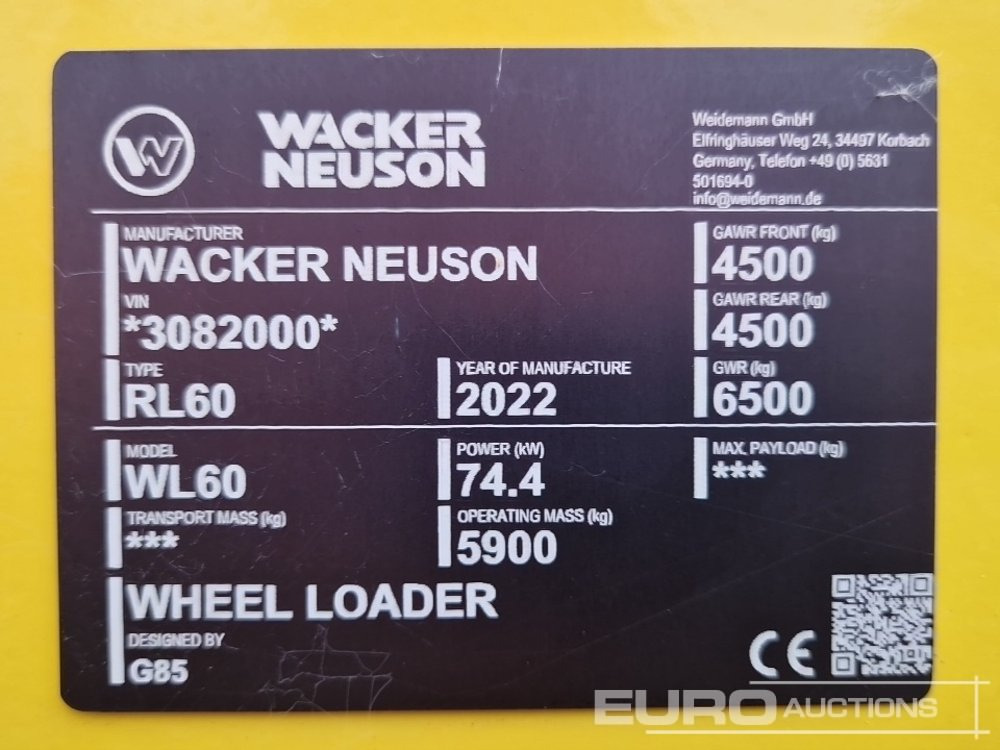 W
WACKER
NEUSON
Weidemann GmbH
Elfringhäuser Weg 24, 34497 Korbach
Germany, Telefon +49 (0) 5631
501694-0
info@weidemann.de
MANUFACTURER
WACKER NEUSON
VIN
*3082000*
TYPE
RL60
YEAR OF MANUFACTURE
2022
GAWR FRONT (kg)
4500
GAWR REAR (kg)
4500
GWR (kg)
6500
MODEL
WL60
POWER (kW)
74.4
MAX. PAYLOAD (kg)
***
TRANSPORT MASS (kg)
***
OPERATING MASS (kg)
5900
WHEEL LOADER
DESIGNED BY
G85
CE
EURO AUCTIONS